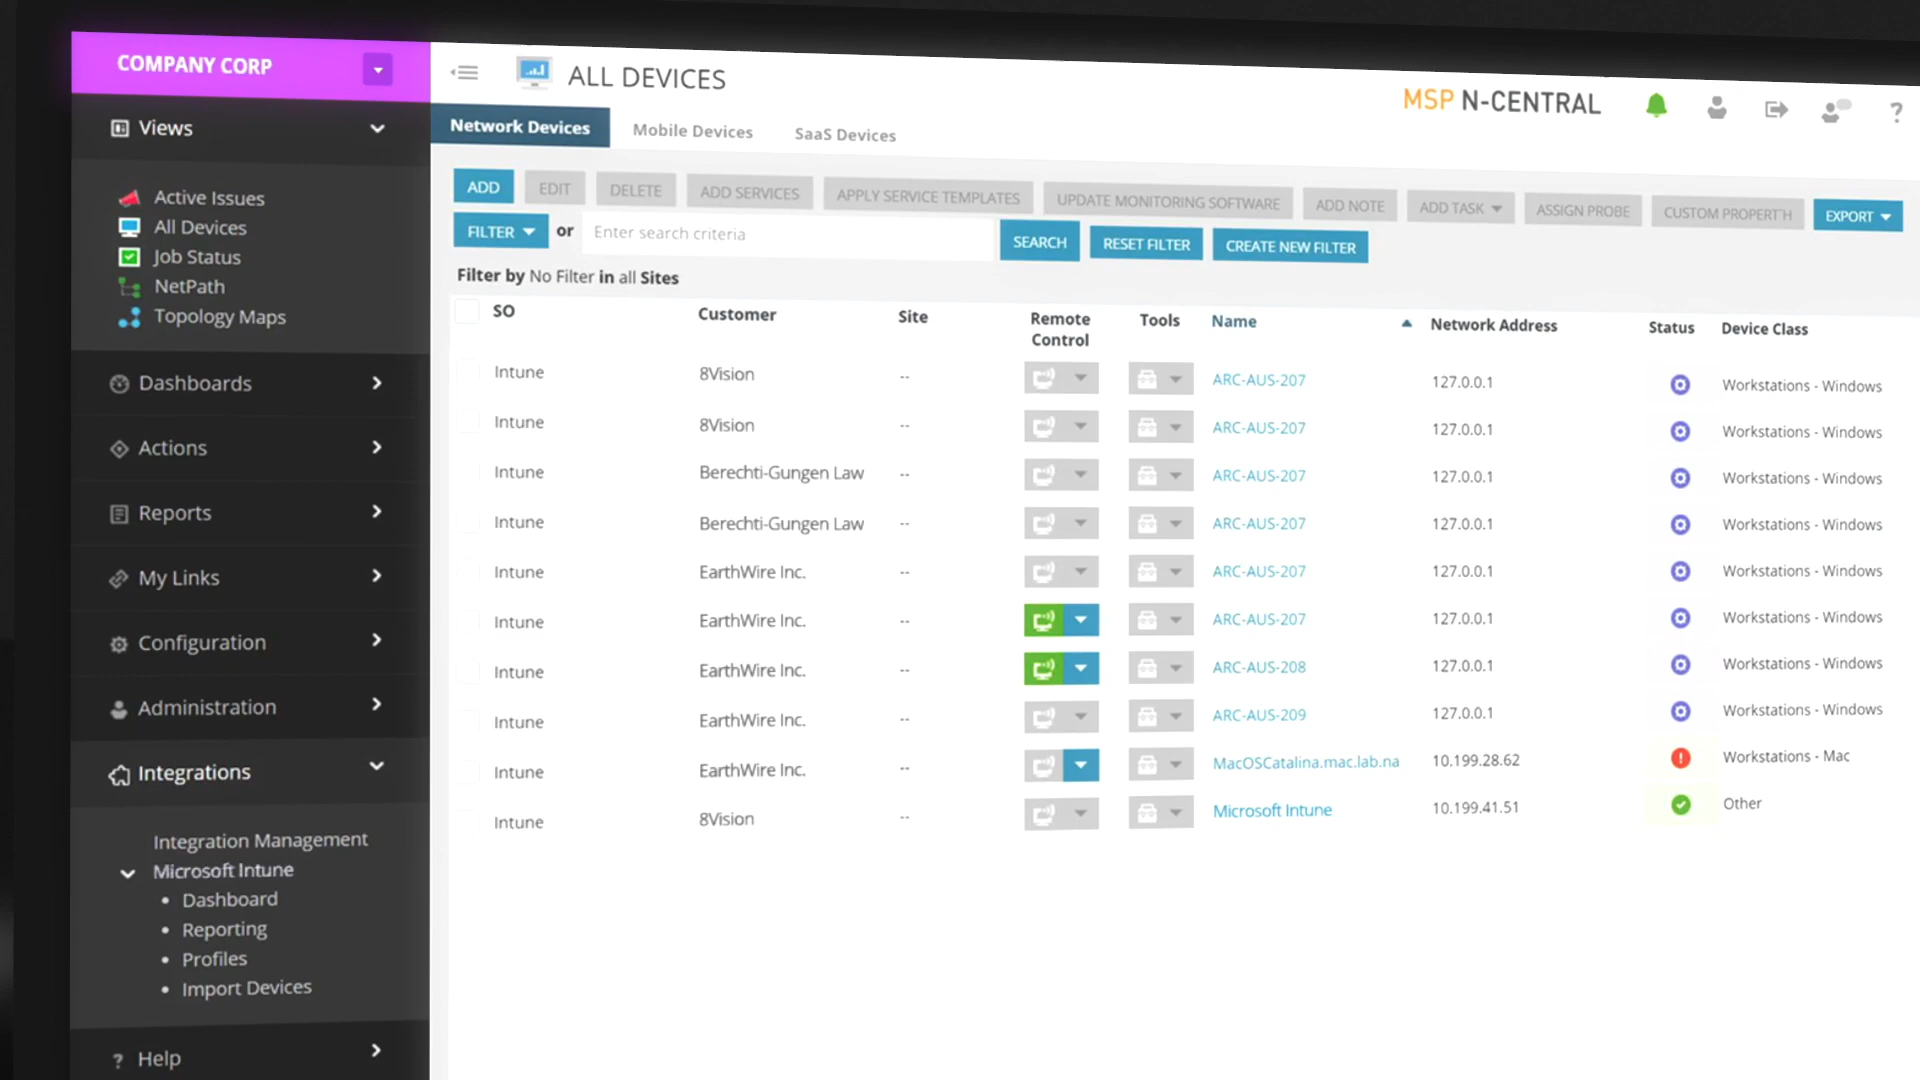 COMPANY CORP
Views
Active Issues
All Devices
Job Status
NetPath
Topology Maps
Dashboards
Actions
Reports
My Links
Configuration
Administration
Integrations
Integration Management
Microsoft Intune
• Dashboard
• Reporting
• Profiles
• Import Devices
? Help
ALL DEVICES
MSP N-CENTRAL
?
Network Devices Mobile Devices SaaS Devices
ADD EDIT DELETE ADD SERVICES APPLY SERVICE TEMPLATES UPDATE MONITORING SOFTWARE ADD NOTE ADD TASK ASSIGN PROBE CUSTOM EXPORT
FILTER or Enter search criteria SEARCH RESET FILTER CREATE NEW FILTER
Filter by No Filter in all Sites
SO Customer Site Remote Control Tools Name Network Address Status Device Class
Intune 8Vision -- ARC-AUS-207 127.0.0.1 Workstations - Windows
Intune 8Vision -- ARC-AUS-207 127.0.0.1 Workstations - Windows
Intune Berechti-Gungen Law -- ARC-AUS-207 127.0.0.1 Workstations - Windows
Intune Berechti-Gungen Law -- ARC-AUS-207 127.0.0.1 Workstations - Windows
Intune EarthWire Inc. -- ARC-AUS-207 127.0.0.1 Workstations - Windows
Intune EarthWire Inc. -- ARC-AUS-207 127.0.0.1 Workstations - Windows
Intune EarthWire Inc. -- ARC-AUS-208 127.0.0.1 Workstations - Windows
Intune EarthWire Inc. -- ARC-AUS-209 127.0.0.1 Workstations - Windows
Intune EarthWire Inc. -- MacOSCatalina.mac.lab.na 10.199.28.62 Workstations - Mac
Intune 8Vision -- Microsoft Intune 10.199.41.51 Other